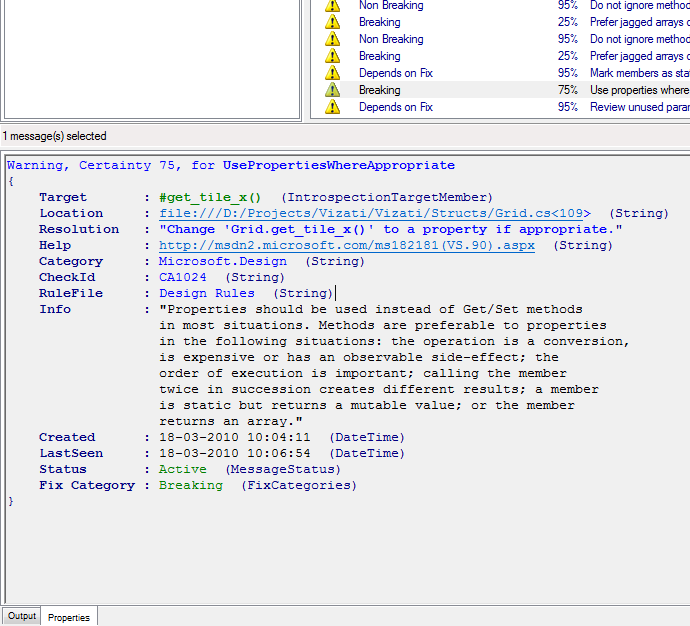 Non Breaking 95% Do not ignore
Breaking 25% Prefer jagged arrays
Non Breaking 95% Do not ignore
Breaking 25% Prefer jagged arrays
Depends on Fix 95% Mark members as
Breaking 75% Use properties where
Depends on Fix 95% Review unused
1 message(s) selected
Warning, Certainty 75, for UsePropertiesWhereAppropriate
{
Target : #get_tile_x() (IntrospectionTargetMember)
Location : file:///D:/Projects/Vizati/Vizati/Structs/Grid.cs<109> (String)
Resolution : "Change 'Grid.get_tile_x()' to a property if appropriate."
Help : http://msdn2.microsoft.com/ms182181(VS.90).aspx (String)
Category : Microsoft.Design (String)
CheckId : CA1024 (String)
RuleFile : Design Rules (String)
Info : "Properties should be used instead of Get/Set methods
in most situations. Methods are preferable to properties
in the following situations: the operation is a conversion,
is expensive or has an observable side-effect; the
order of execution is important; calling the member
twice in succession creates different results; a member
is static but returns a mutable value; or the member
returns an array."
Created : 18-03-2010 10:04:11 (DateTime)
LastSeen : 18-03-2010 10:06:54 (DateTime)
Status : Active (MessageStatus)
Fix Category : Breaking (FixCategories)
}
Output Properties